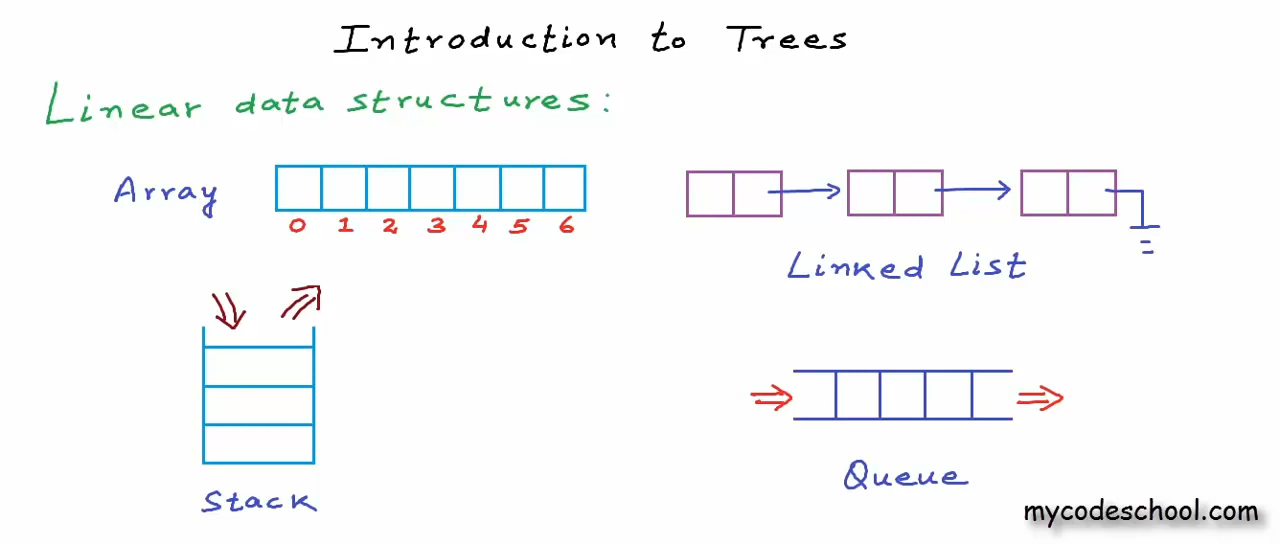 Introduction to Trees
Linear data structures:
Array
0 1 2 3 4 5 6
Linked List
Stack
Queue
mycodeschool.com